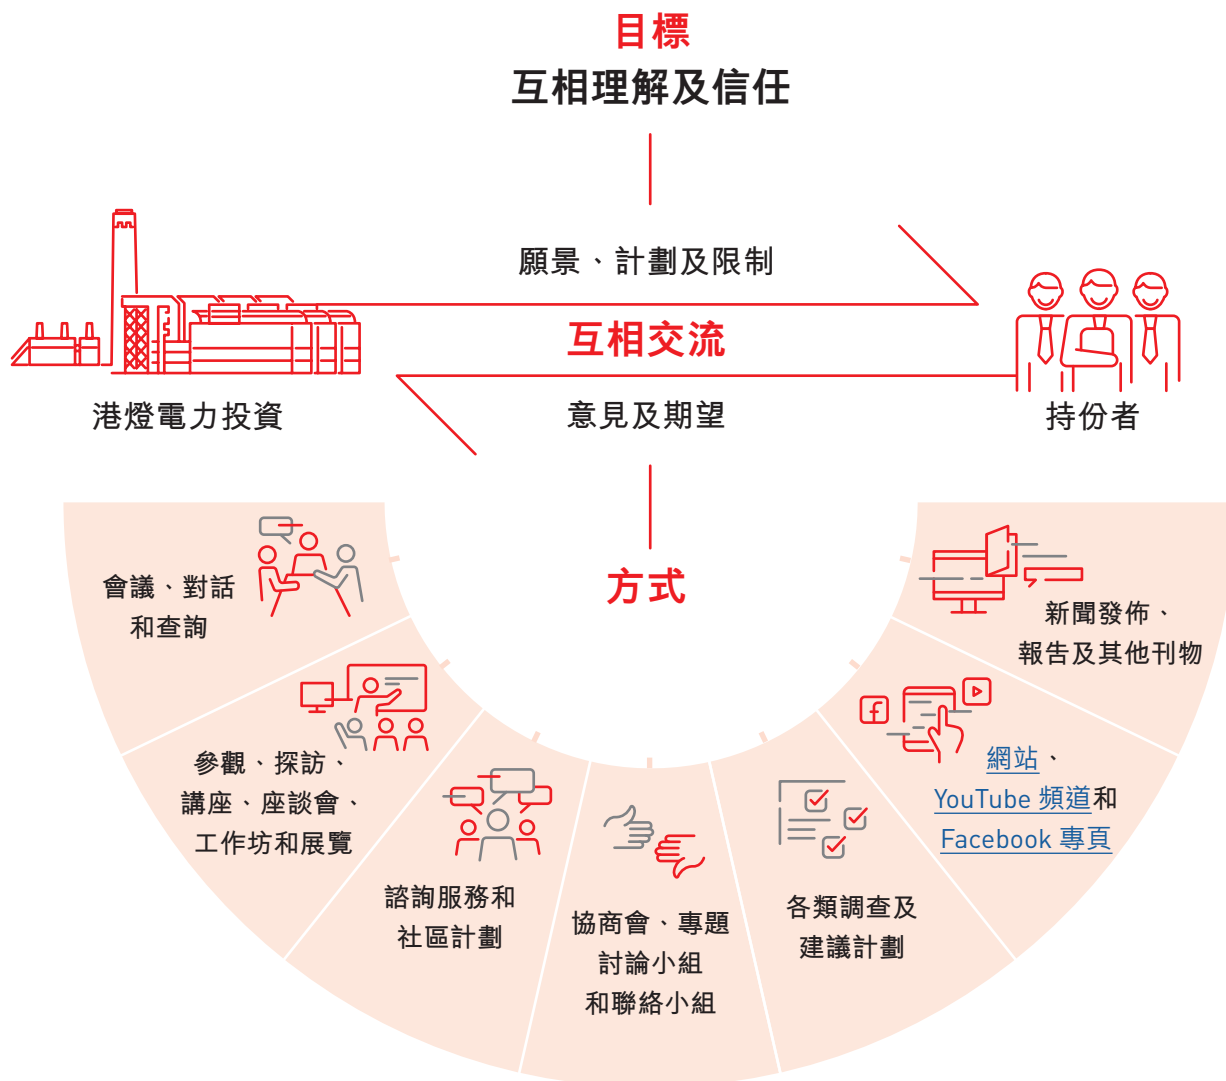 目標
互相理解及信任
願景、計劃及限制
互相交流
港燈電力投資
意見及期望
持份者
方式
會議、對話
和查詢
參觀、探訪、
講座、座談會、
工作坊和展覽
諮詢服務和
社區計劃
協商會、專題
討論小組
和聯絡小組
各類調查及
建議計劃
網站、
YouTube 頻道和
Facebook 專頁
新聞發佈、
報告及其他刊物